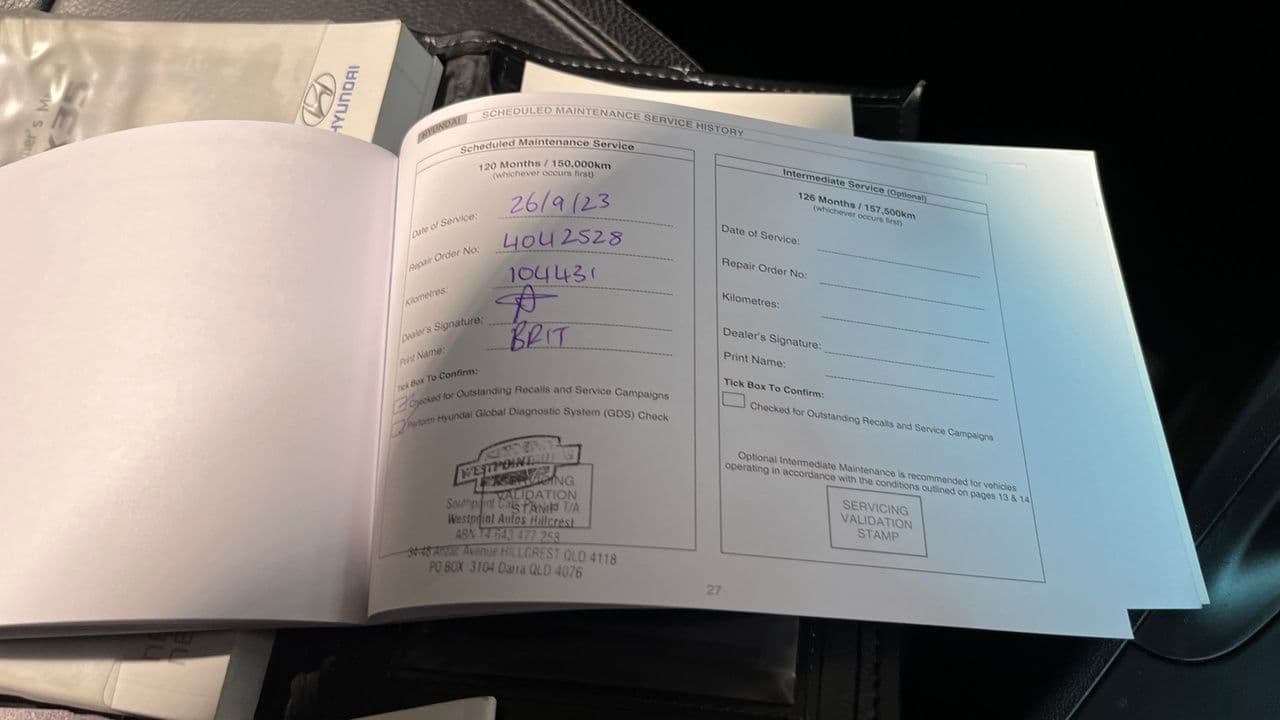 HYUNDAI
HYUNDAI
SCHEDULED MAINTENANCE SERVICE HISTORY
Scheduled Maintenance Service
120 Months / 150,000km
(whichever occurs first)
Date of Service: 26/9/23
Repair Order No: 4042528
Kilometres: 104431
Dealer's Signature:
Print Name: BRIT
Tick Box To Confirm:
Checked for Outstanding Recalls and Service Campaigns
Perform Hyundai Global Diagnostic System (GDS) Check
WESTPOINT
SERVICING
VALIDATION
STAMP
T/A
Westpoint Autos Hillcrest
ABN 14 643 477 258
Avenue HILLCREST QLD 4118
PO BOX 3104 Darra QLD 4076
Intermediate Service (Optional)
126 Months / 157,500km
(whichever occurs first)
Date of Service:
Repair Order No:
Kilometres:
Dealer's Signature:
Print Name:
Tick Box To Confirm:
Checked for Outstanding Recalls and Service Campaigns
Optional Intermediate Maintenance is recommended for vehicles
operating in accordance with the conditions outlined on pages 13 & 14
SERVICING
VALIDATION
STAMP
27